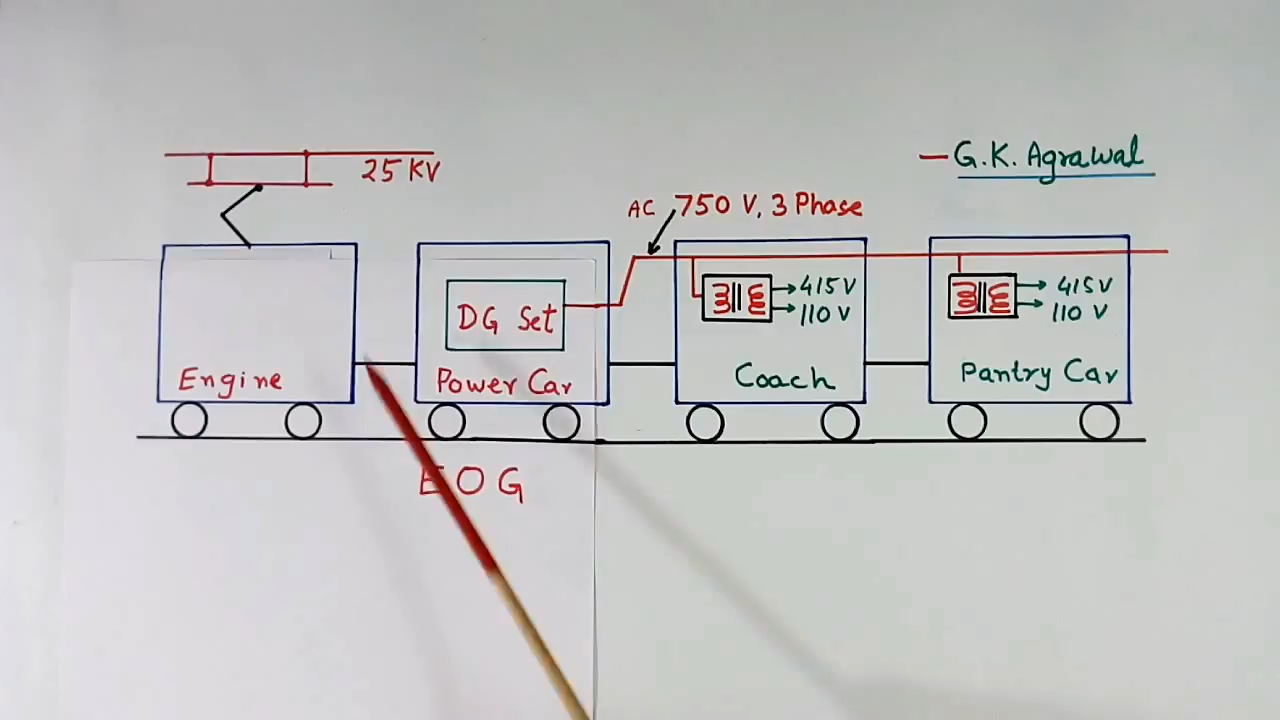 25 KV
– G.K. Agrawal
AC 750 V, 3 Phase
DG Set
415 V
110 V
415 V
110 V
Engine
Power Car
Coach
Pantry Car
EOG